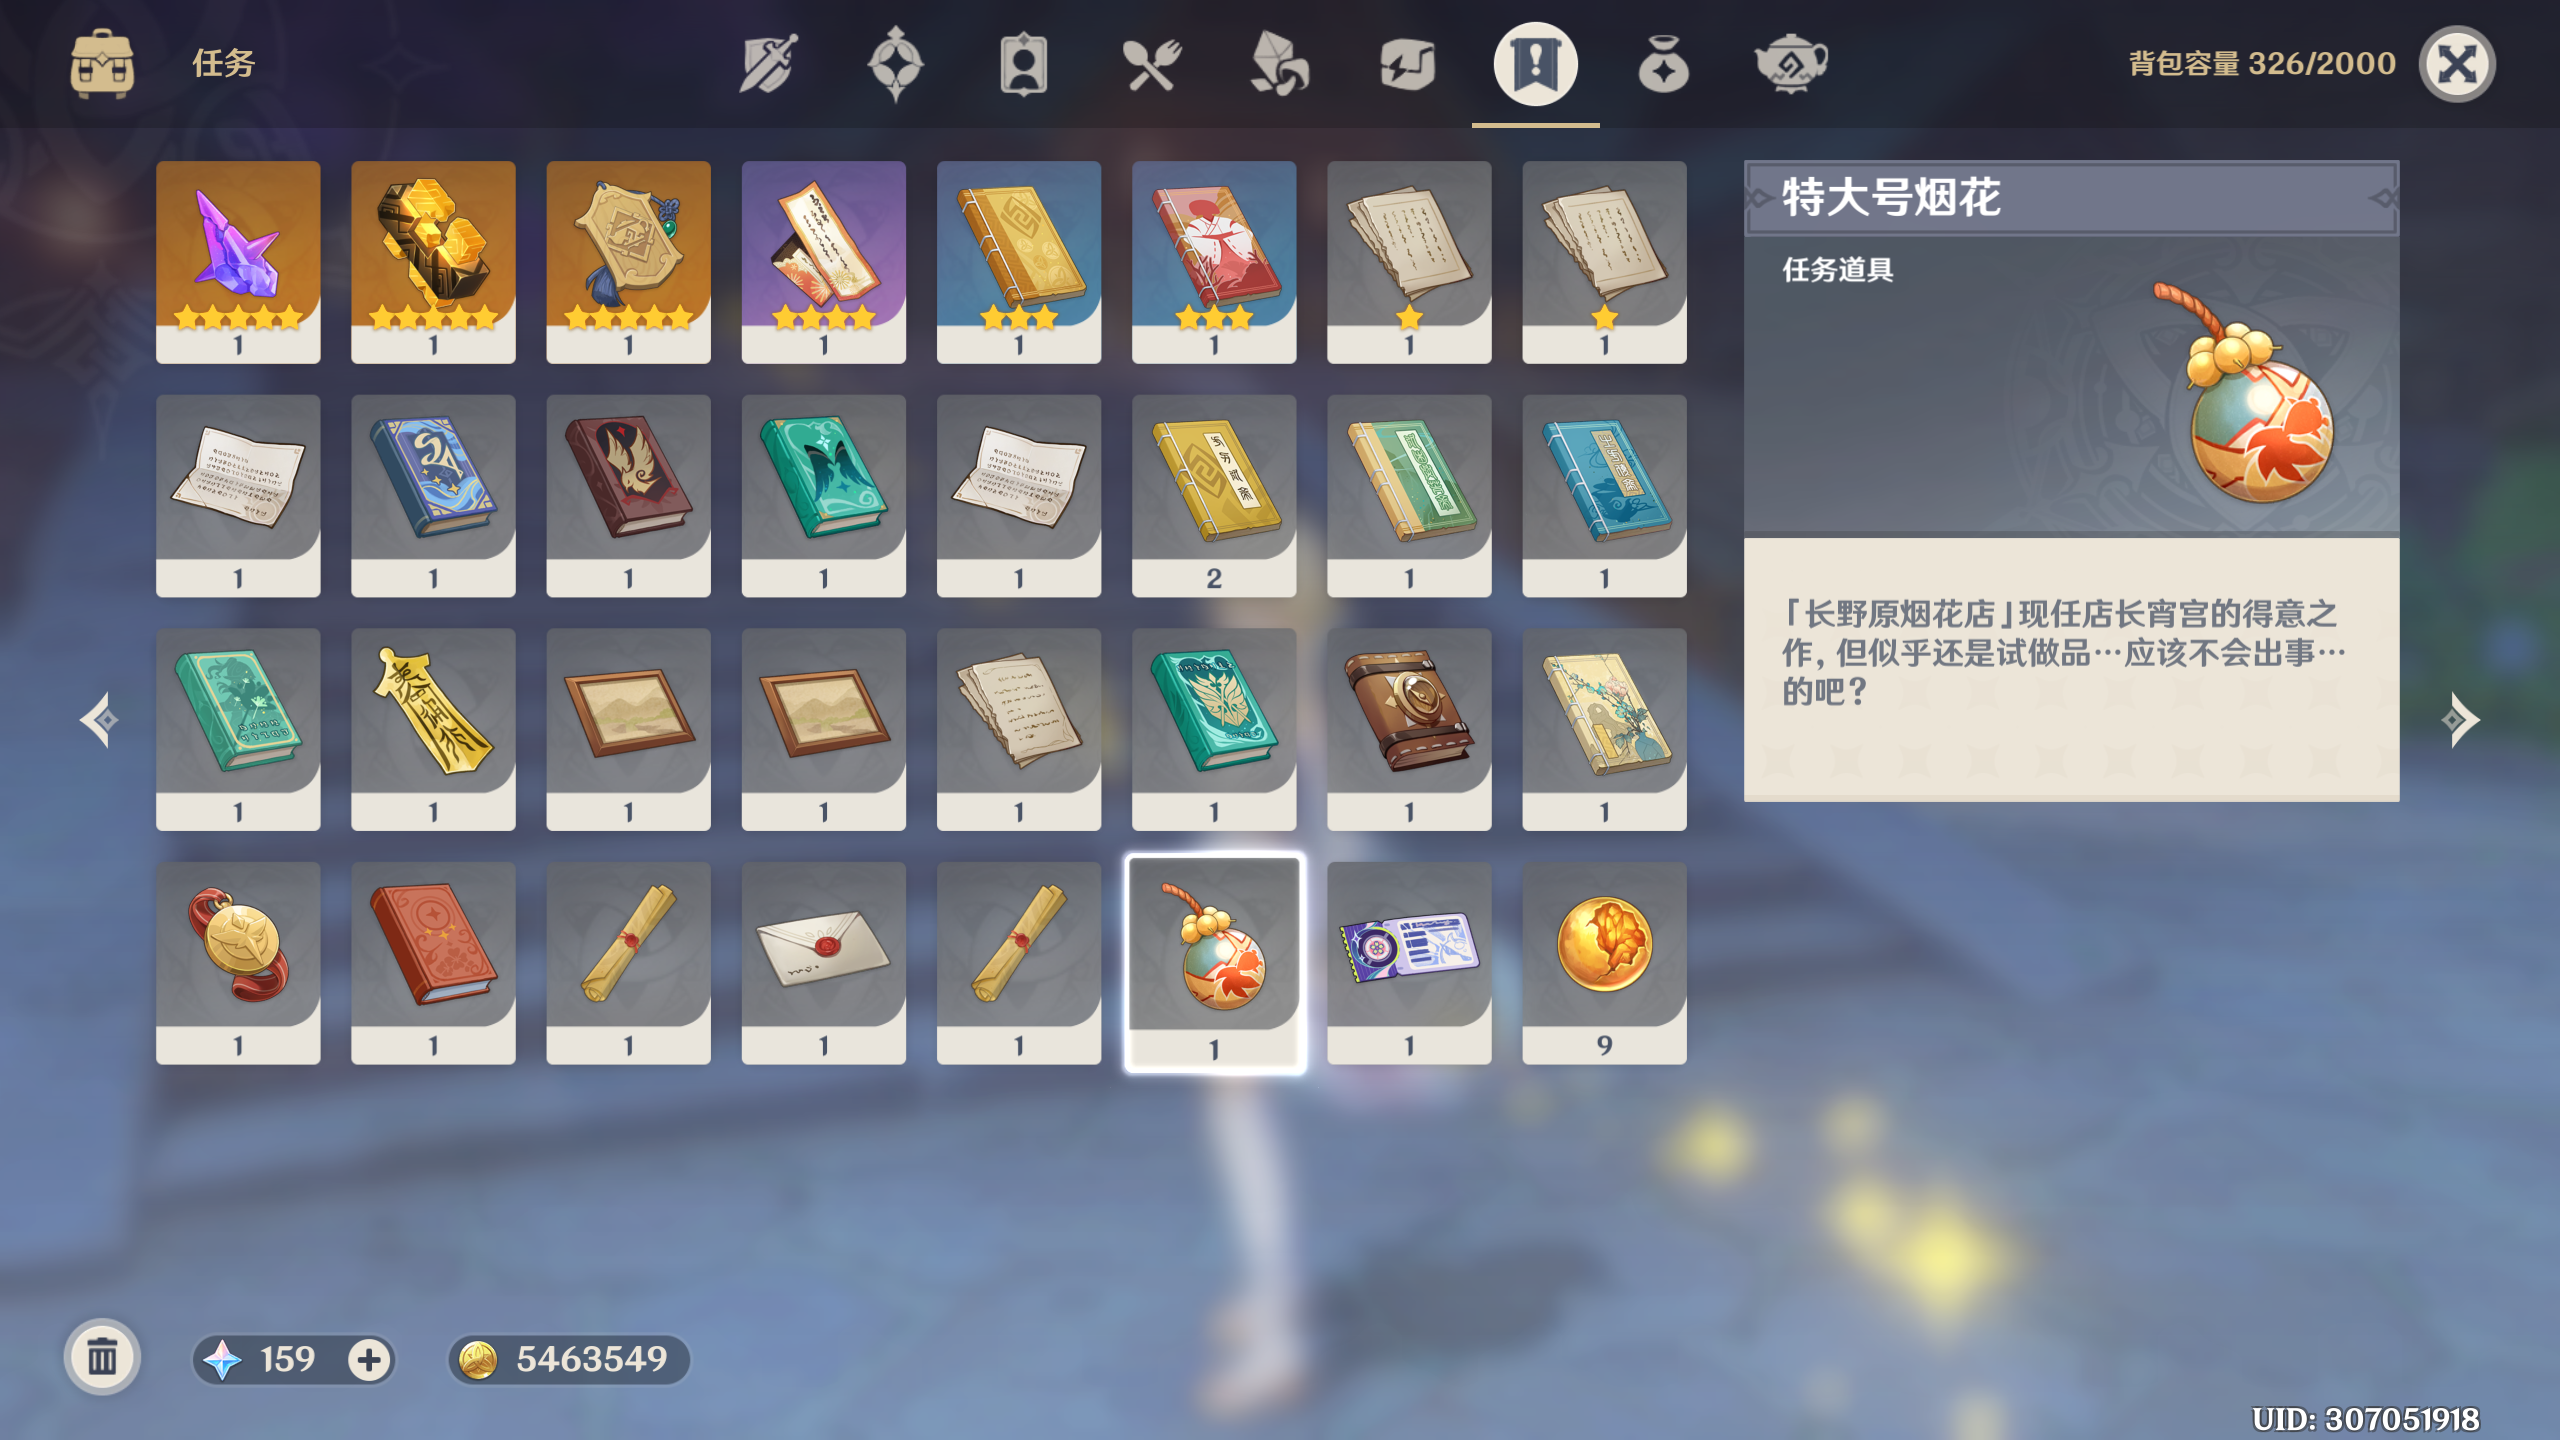 任务
背包容量 326/2000
特大号烟花
任务道具
「长野原烟花店」现任店长宵宫的得意之
作，但似乎还是试做品…应该不会出事…
的吧？
1 1 1 1 1 1 1 1
1 1 1 1 1 2 1 1
1 1 1 1 1 1 1 1
1 1 1 1 1 1 1 9
159
5463549
UID: 307051918